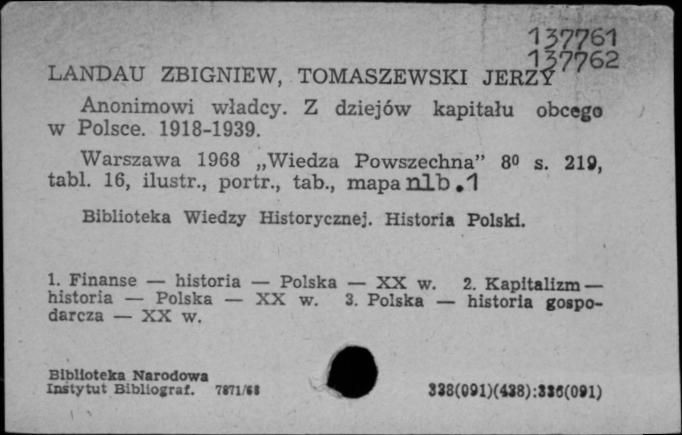 137761
137762
LANDAU ZBIGNIEW, TOMASZEWSKI JERZY
Anonimowi władcy. Z dziejów kapitału obcego
w Polsce. 1918-1939.
Warszawa 1968 „Wiedza Powszechna” 8⁰ s. 219,
tabl. 16, ilustr., portr., tab., mapa nlb.1
Biblioteka Wiedzy Historycznej. Historia Polski.
1. Finanse — historia — Polska — XX w. 2. Kapitalizm —
historia — Polska — XX w. 3. Polska — historia gospo-
darcza — XX w.
Biblioteka Narodowa
Instytut Bibliograf. 7871/68 338(091)(438):336(091)